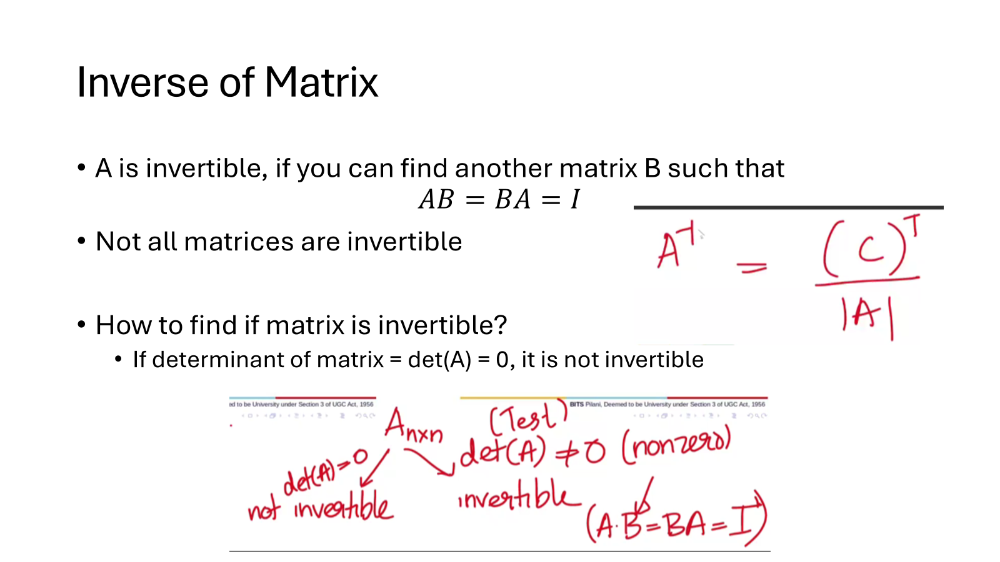 Inverse of Matrix
• A is invertible, if you can find another matrix B such that
AB = BA = I
• Not all matrices are invertible
A⁻¹ = (C)ᵀ
|A|
• How to find if matrix is invertible?
• If determinant of matrix = det(A) = 0, it is not invertible
ed to be University under Section 3 of UGC Act, 1956
BITS Pilani, Deemed to be University under Section 3 of UGC Act, 1956
Anxn
(Test)
det(A)=0
det(A) ≠ 0 (nonzero)
not invertible
invertible
(A·B=BA=I)